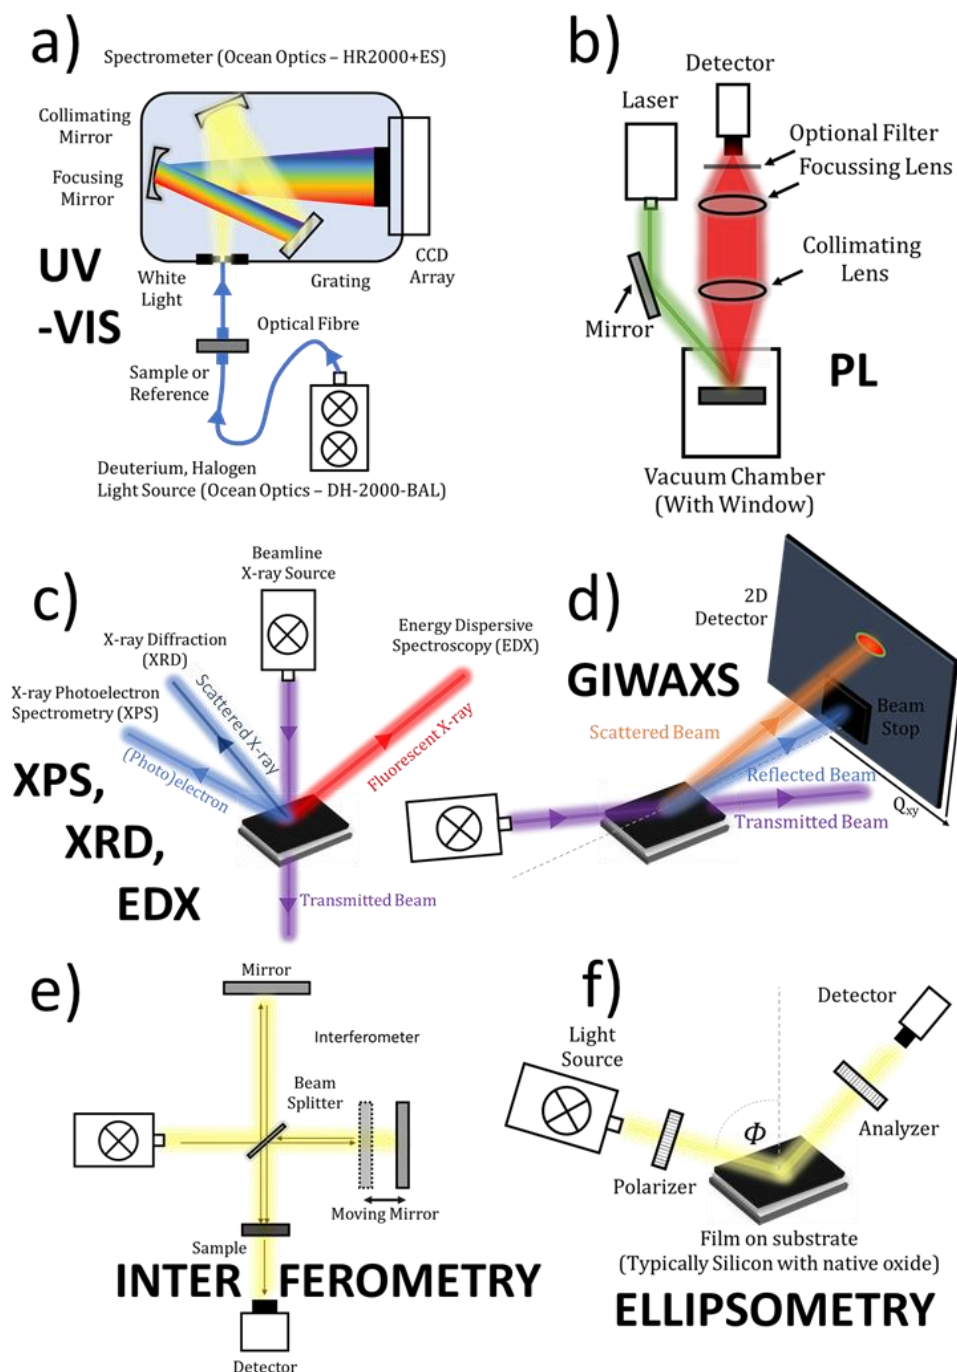 a)
Spectrometer (Ocean Optics – HR2000+ES)
Collimating
Mirror
Focusing
Mirror
UV
-VIS
White
Light
Grating
CCD
Array
Optical Fibre
Sample or
Reference
Deuterium, Halogen
Light Source (Ocean Optics – DH-2000-BAL)
b)
Detector
Laser
Optional Filter
Focussing Lens
Collimating
Lens
Mirror
PL
Vacuum Chamber
(With Window)
c)
Beamline
X-ray Source
X-ray Diffraction
(XRD)
Energy Dispersive
Spectroscopy (EDX)
X-ray Photoelectron
Spectrometry (XPS)
Scattered X-ray
(Photo)electron
Fluorescent X-ray
XPS,
XRD,
EDX
Transmitted Beam
d)
2D
Detector
GIWAXS
Beam
Stop
Scattered Beam
Reflected Beam
Qxy
Transmitted Beam
e)
Mirror
Interferometer
Beam
Splitter
Moving Mirror
Sample
INTER FEROMETRY
Detector
f)
Detector
Light
Source
Φ
Analyzer
Polarizer
Film on substrate
(Typically Silicon with native oxide)
ELLIPSOMETRY